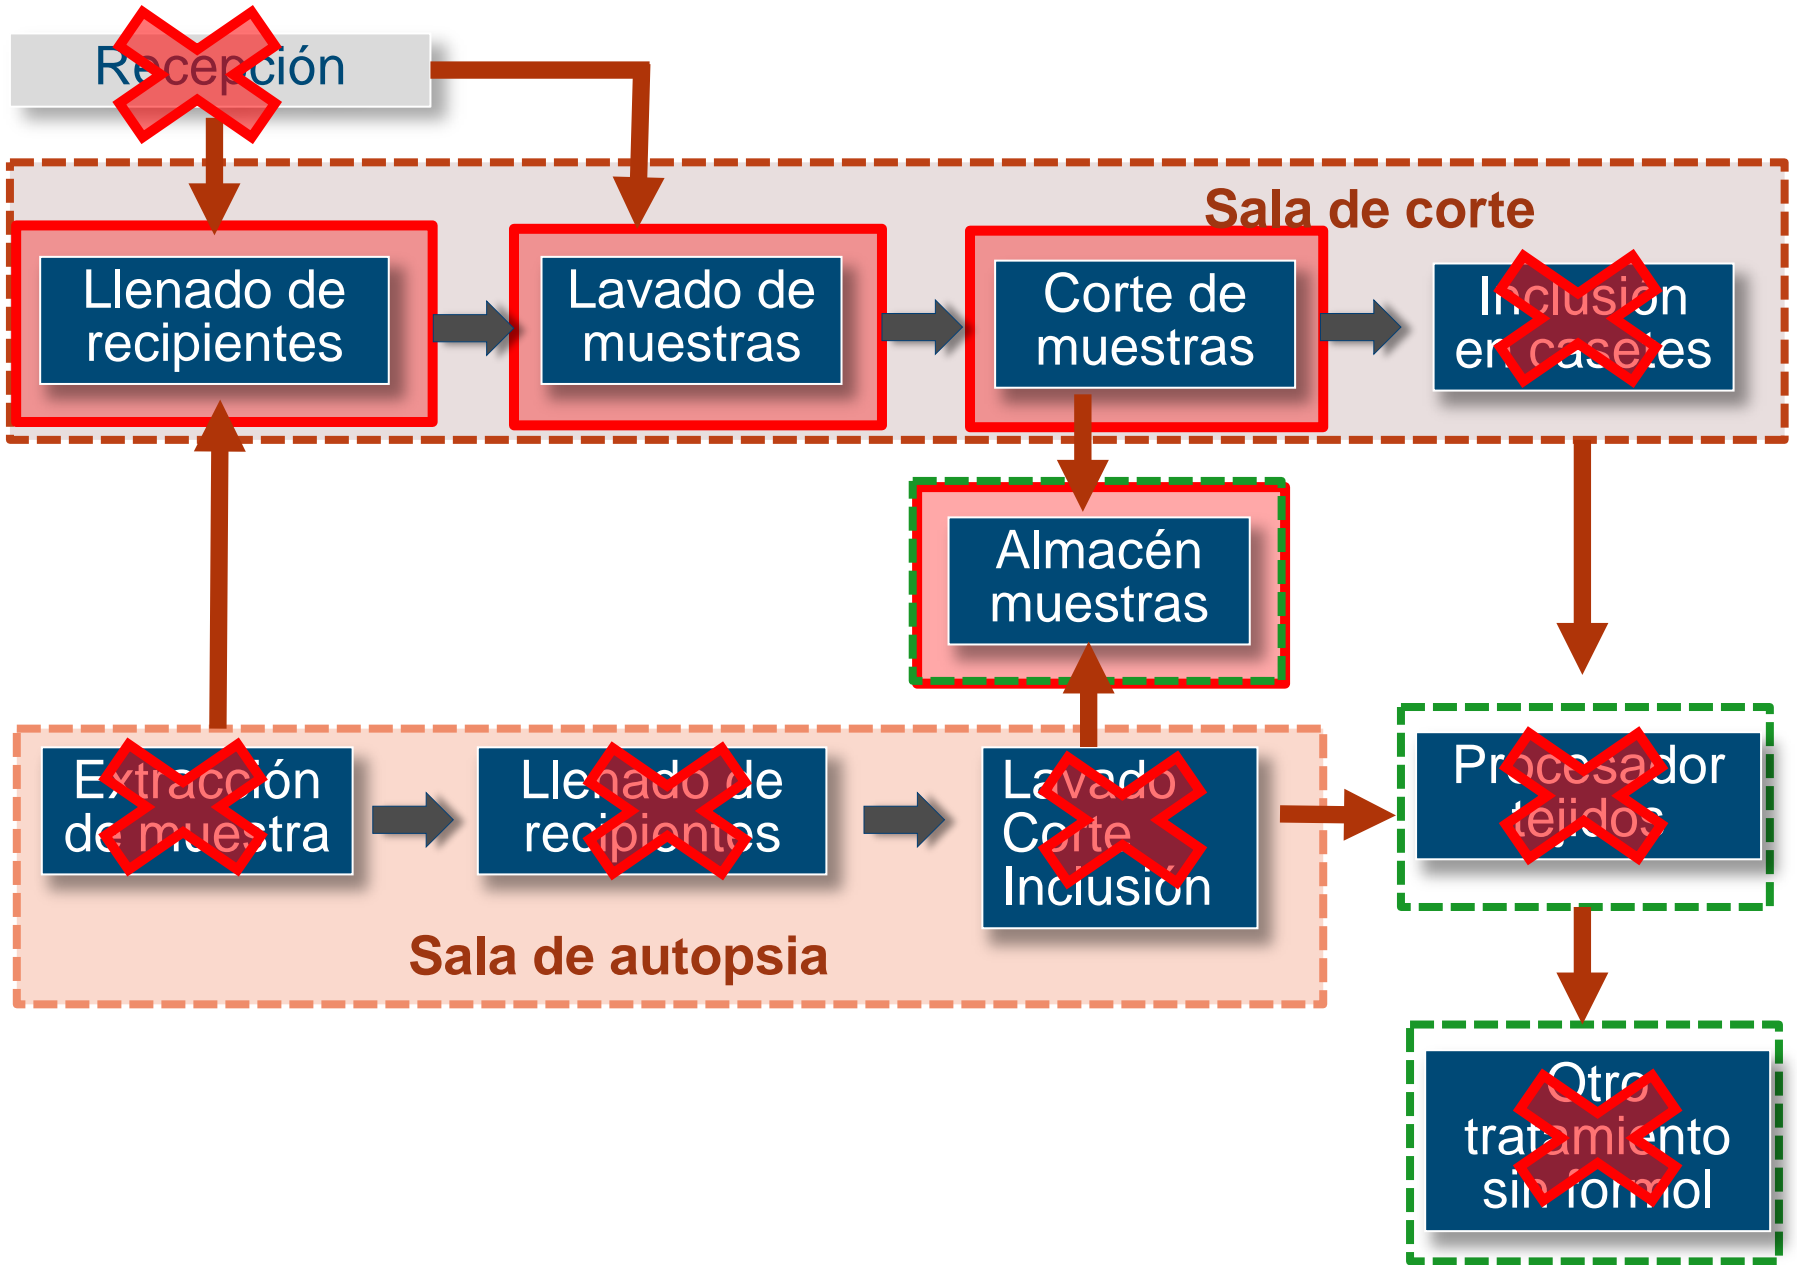 Recepción
Sala de corte
Llenado de
recipientes
Lavado de
muestras
Corte de
muestras
Inclusión
en casetes
Almacén
muestras
Extracción
de muestra
Llenado de
recipientes
Lavado
Corte
Inclusión
Procesador
tejidos
Sala de autopsia
Otro
tratamiento
sin formol